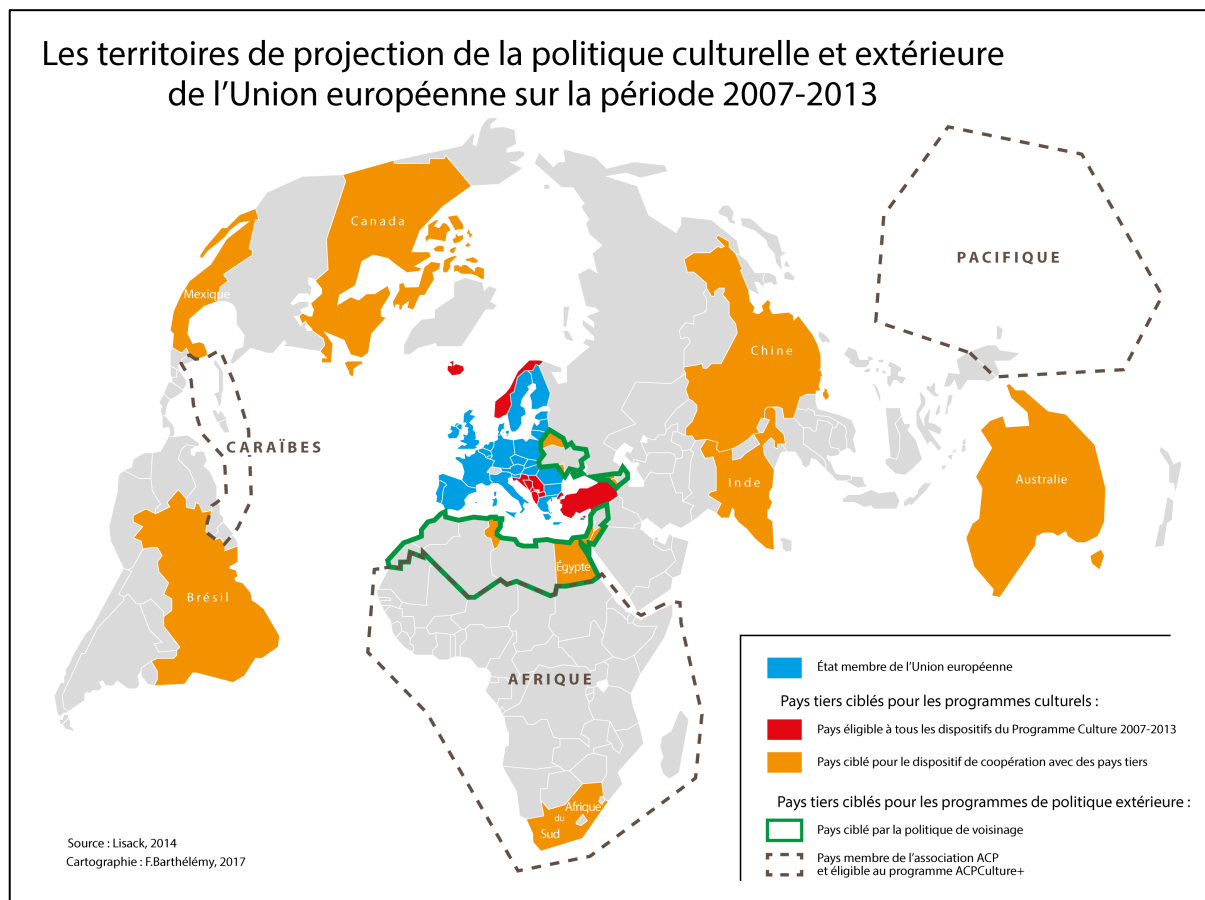 Les territoires de projection de la politique culturelle et extérieure
de l’Union européenne sur la période 2007-2013
Canada
Mexique
PACIFIQUE
Chine
CARAÏBES
Inde
Australie
Égypte
Brésil
AFRIQUE
Afrique
du
Sud
État membre de l’Union européenne
Pays tiers ciblés pour les programmes culturels :
Pays éligible à tous les dispositifs du Programme Culture 2007-2013
Pays ciblé pour le dispositif de coopération avec des pays tiers
Pays tiers ciblés pour les programmes de politique extérieure :
Pays ciblé par la politique de voisinage
Pays membre de l’association ACP
et éligible au programme ACPCulture+
Source : Lisack, 2014
Cartographie : F.Barthélémy, 2017